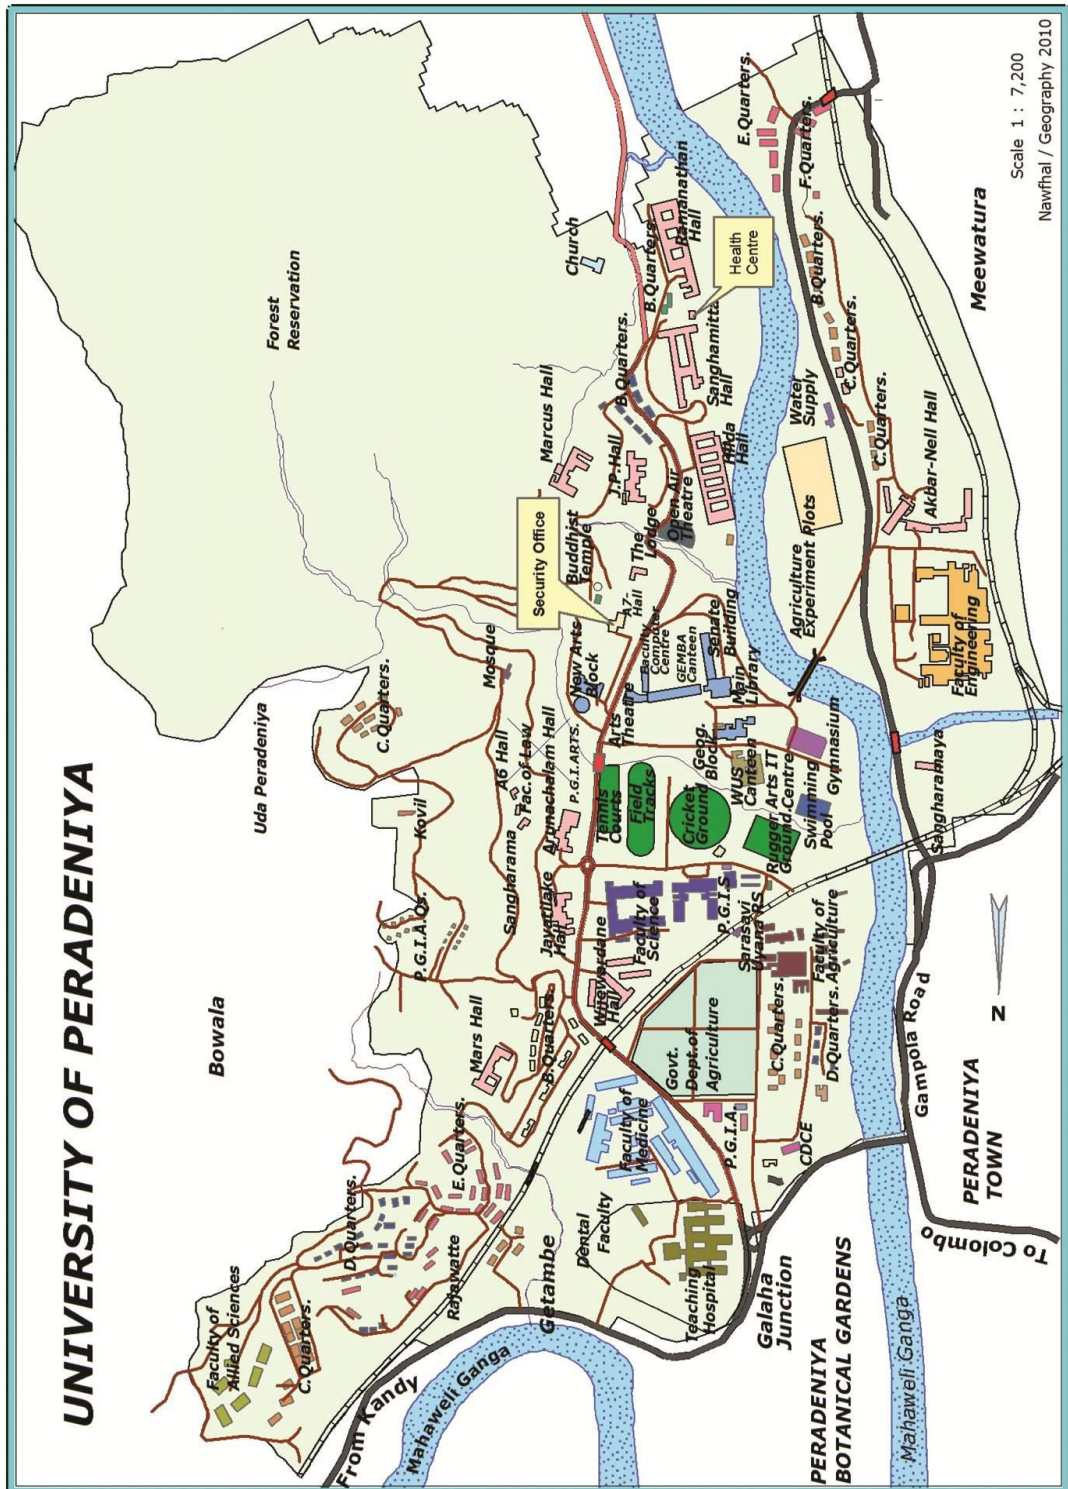 UNIVERSITY OF PERADENIYA
Forest
Reservation
Uda Peradeniya
Bowala
Faculty of
Allied Sciences
C.Quarters.
D.Quarters.
E.Quarters.
Rajawatte
From Kandy
Mahaweli Ganga
Getambe
P.G.I.A.Qs.
Kovil
C.Quarters.
Mosque
A6 Hall
Fac.of Law
Sangharama
Arunachalam Hall
P.G.I.ARTS.
Jayatilake
Hall
Mars Hall
B.Quarters.
Wijewardane
Hall
Security Office
Buddhist
Temple
Marcus Hall
J.P.Hall
Church
B.Quarters.
B.Quarters.
Ramanathan
Hall
Health
Centre
Sanghamitta
Hall
Hilda
Hall
Open Air
Theatre
The
Lodge
A7-
Hall
New Arts
Block
Faculty
Computer
Centre
GEMBA
Canteen
Senate
Building
Main
Library
Arts
Theatre
Geog.
Block
WUS
Canteen
Arts IT
Centre
Tennis
Courts
Field
Tracks
Cricket
Ground
Rugger
Ground
Swimming
Pool
Gymnasium
Faculty of
Science
P.G.I.S.
Sarasavi
Uyana RS.
Faculty of
Agriculture
C.Quarters.
D.Quarters.
Govt.
Dept.of
Agriculture
Faculty of
Medicine
P.G.I.A.
CDCE
Dental
Faculty
Teaching
Hospital
Galaha
Junction
PERADENIYA
BOTANICAL GARDENS
Mahaweli Ganga
To Colombo
PERADENIYA
TOWN
Gampola Road
N
Sangharamaya
Faculty of
Engineering
Akbar-Nell Hall
Agriculture
Experiment Plots
Water
Supply
C.Quarters.
C.Quarters.
B.Quarters.
E.Quarters.
F.Quarters.
Meewatura
Scale 1 : 7,200
Nawfhal / Geography 2010